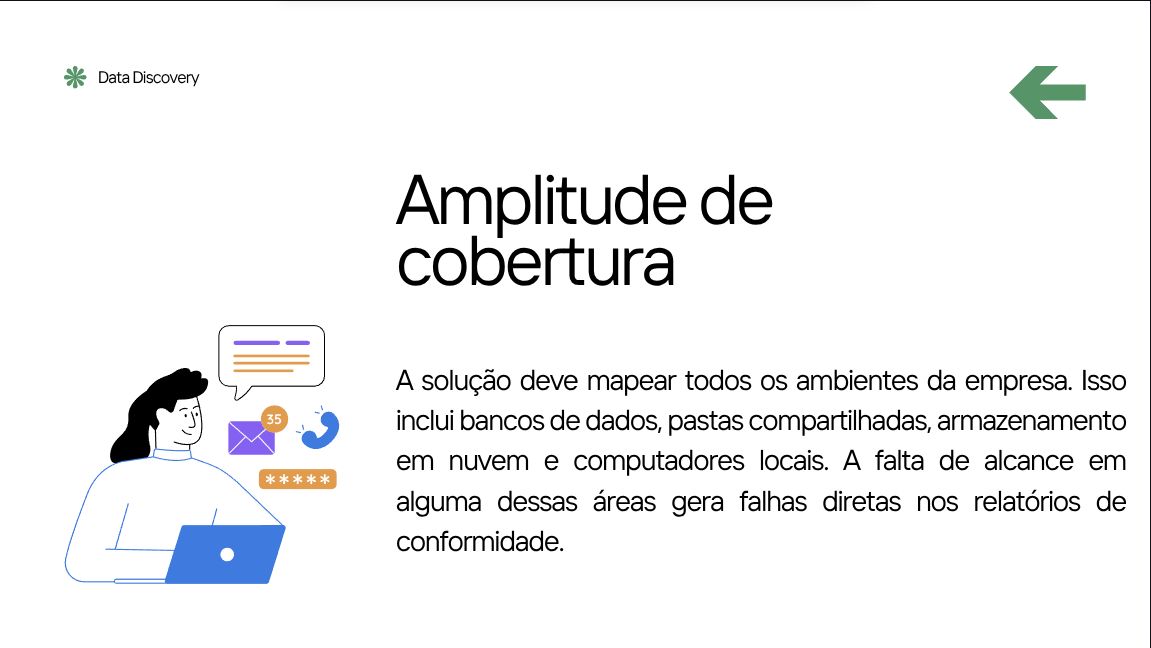 Data Discovery
Amplitude de
cobertura
A solução deve mapear todos os ambientes da empresa. Isso
inclui bancos de dados, pastas compartilhadas, armazenamento
em nuvem e computadores locais. A falta de alcance em
alguma dessas áreas gera falhas diretas nos relatórios de
conformidade.
35
*****